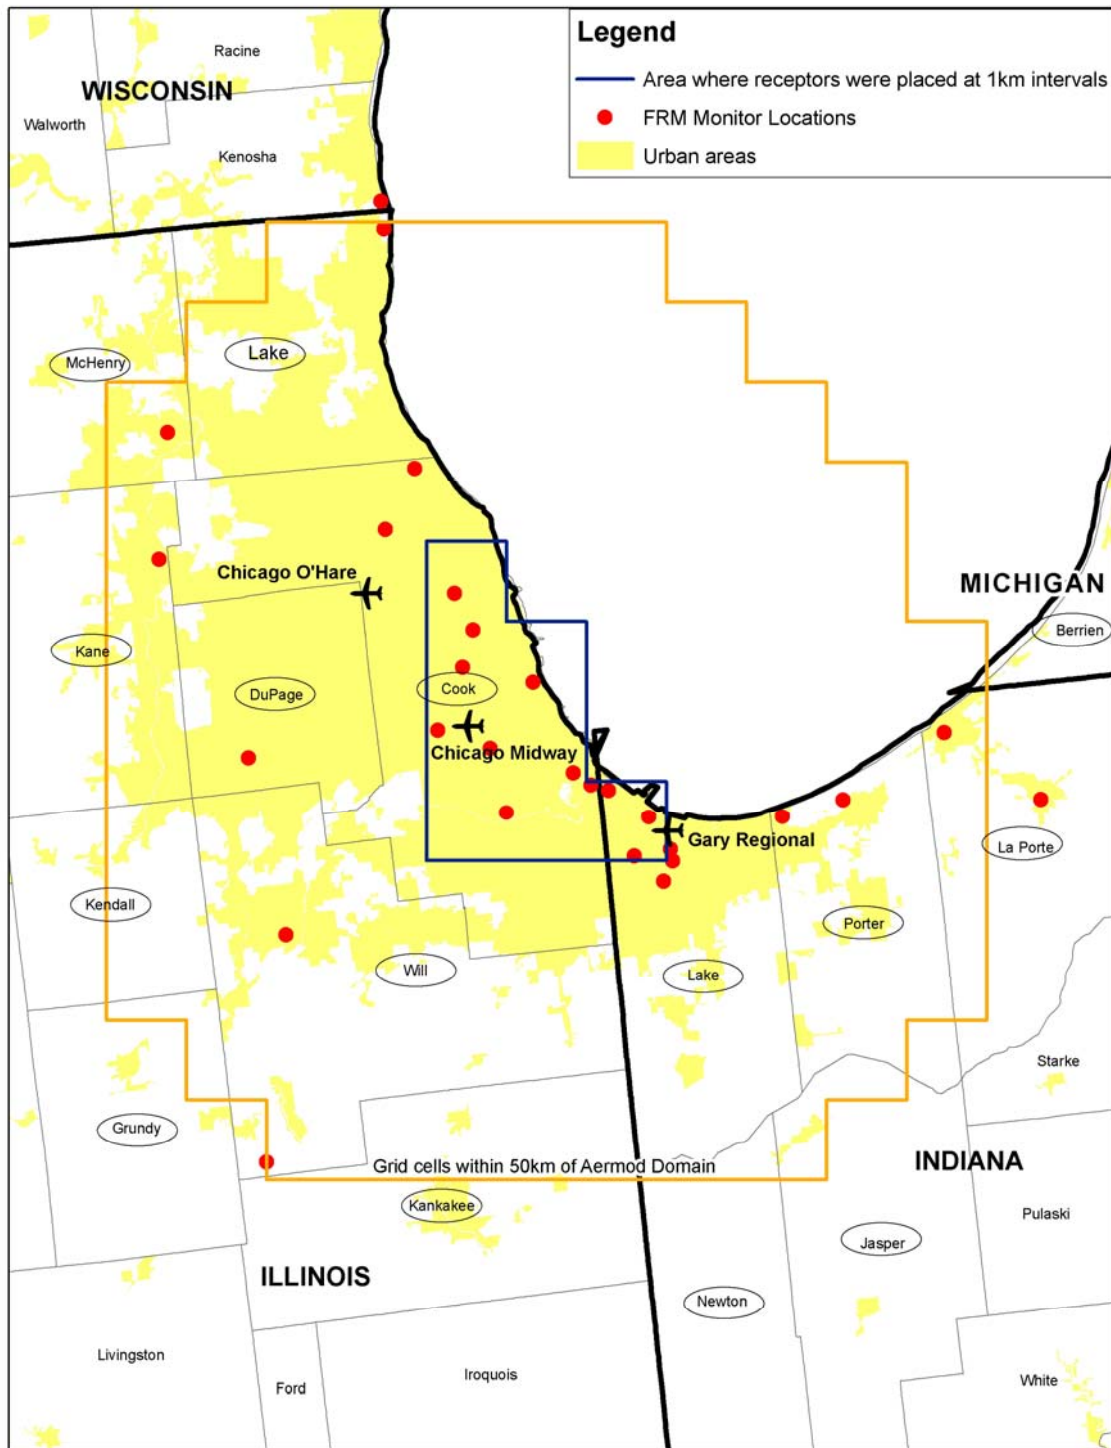 Legend
Area where receptors were placed at 1km intervals
FRM Monitor Locations
Urban areas
Racine
WISCONSIN
Walworth
Kenosha
McHenry
Lake
Chicago O'Hare
MICHIGAN
Berrien
Kane
DuPage
Cook
Chicago Midway
Gary Regional
La Porte
Kendall
Porter
Will
Lake
Starke
Grundy
Grid cells within 50km of Aermod Domain
INDIANA
Kankakee
Pulaski
Jasper
ILLINOIS
Newton
Livingston
Iroquois
White
Ford